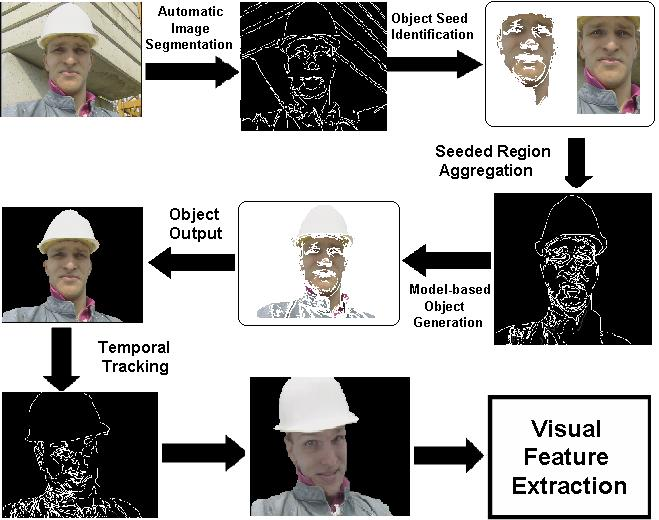 Automatic
Image
Segmentation
Object Seed
Identification
Seeded Region
Aggregation
Model-based
Object
Generation
Object
Output
Temporal
Tracking
Visual
Feature
Extraction